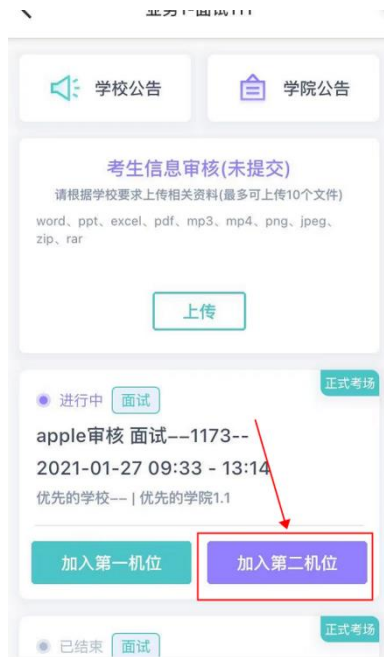 学校公告
学院公告
考生信息审核(未提交)
请根据学校要求上传相关资料(最多可上传10个文件)
word、ppt、excel、pdf、mp3、mp4、png、jpeg、
zip、rar
上传
正式考场
进行中 面试
apple审核 面试--1173--
2021-01-27 09:33 - 13:14
优先的学校-- | 优先的学院1.1
加入第一机位
加入第二机位
正式考场
已结束 面试